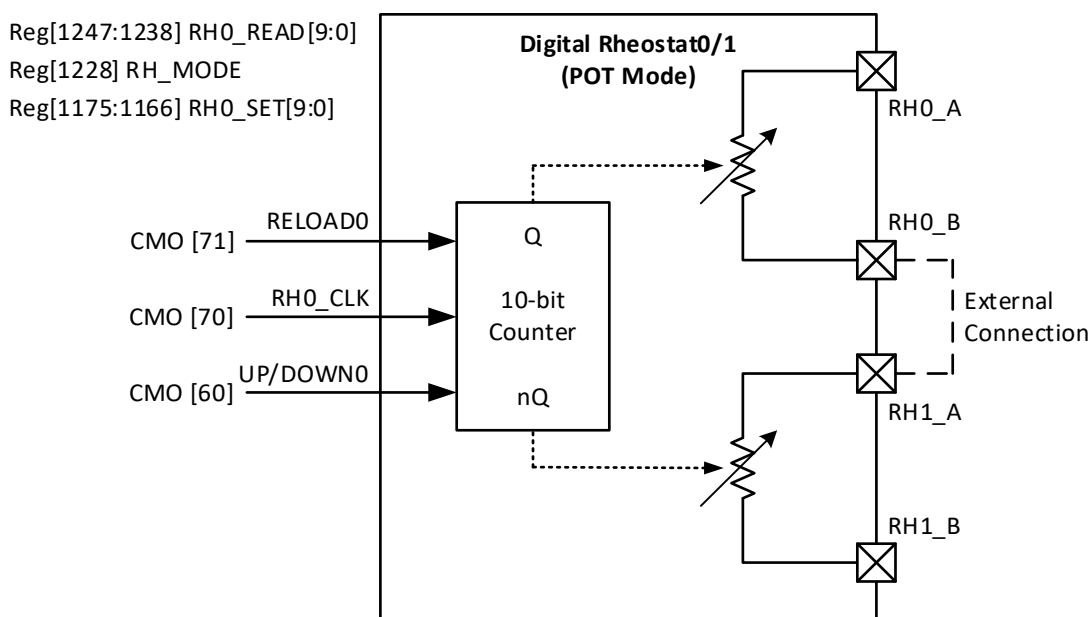 Reg[1247:1238] RH0_READ[9:0]
Reg[1228] RH_MODE
Reg[1175:1166] RH0_SET[9:0]
Digital Rheostat0/1
(POT Mode)
RH0_A
RELOAD0
CMO [71]
RH0_CLK
CMO [70]
UP/DOWN0
CMO [60]
Q
10-bit
Counter
nQ
RH0_B
External
Connection
RH1_A
RH1_B